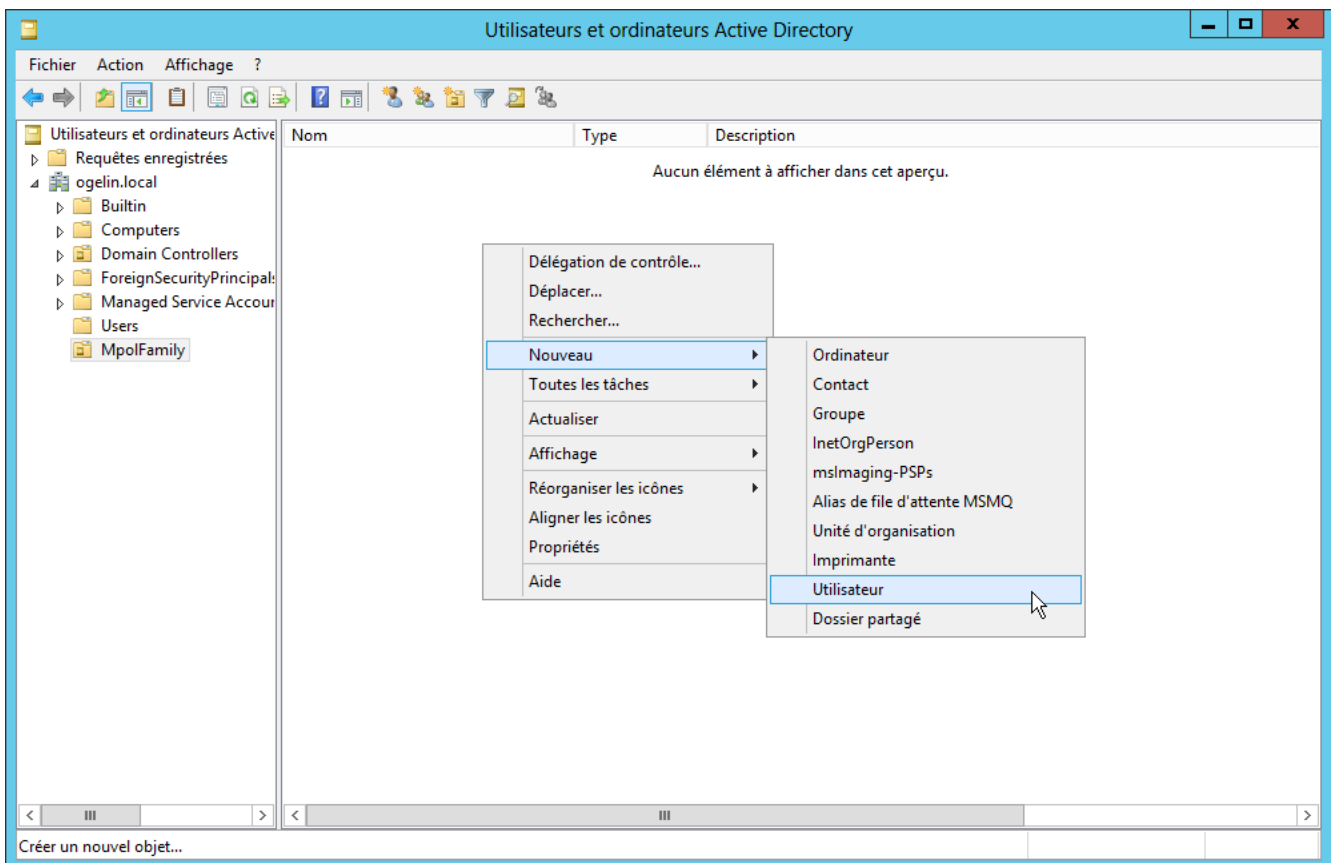 Utilisateurs et ordinateurs Active Directory
Fichier Action Affichage ?
Utilisateurs et ordinateurs Active
Requêtes enregistrées
ogelin.local
Builtin
Computers
Domain Controllers
ForeignSecurityPrincipal
Managed Service Accour
Users
MpolFamily
Nom Type Description
Aucun élément à afficher dans cet aperçu.
Délégation de contrôle...
Déplacer...
Rechercher...
Nouveau
Toutes les tâches
Actualiser
Affichage
Réorganiser les icônes
Aligner les icônes
Propriétés
Aide
Ordinateur
Contact
Groupe
InetOrgPerson
msImaging-PSPs
Alias de file d'attente MSMQ
Unité d'organisation
Imprimante
Utilisateur
Dossier partagé
Créer un nouvel objet...